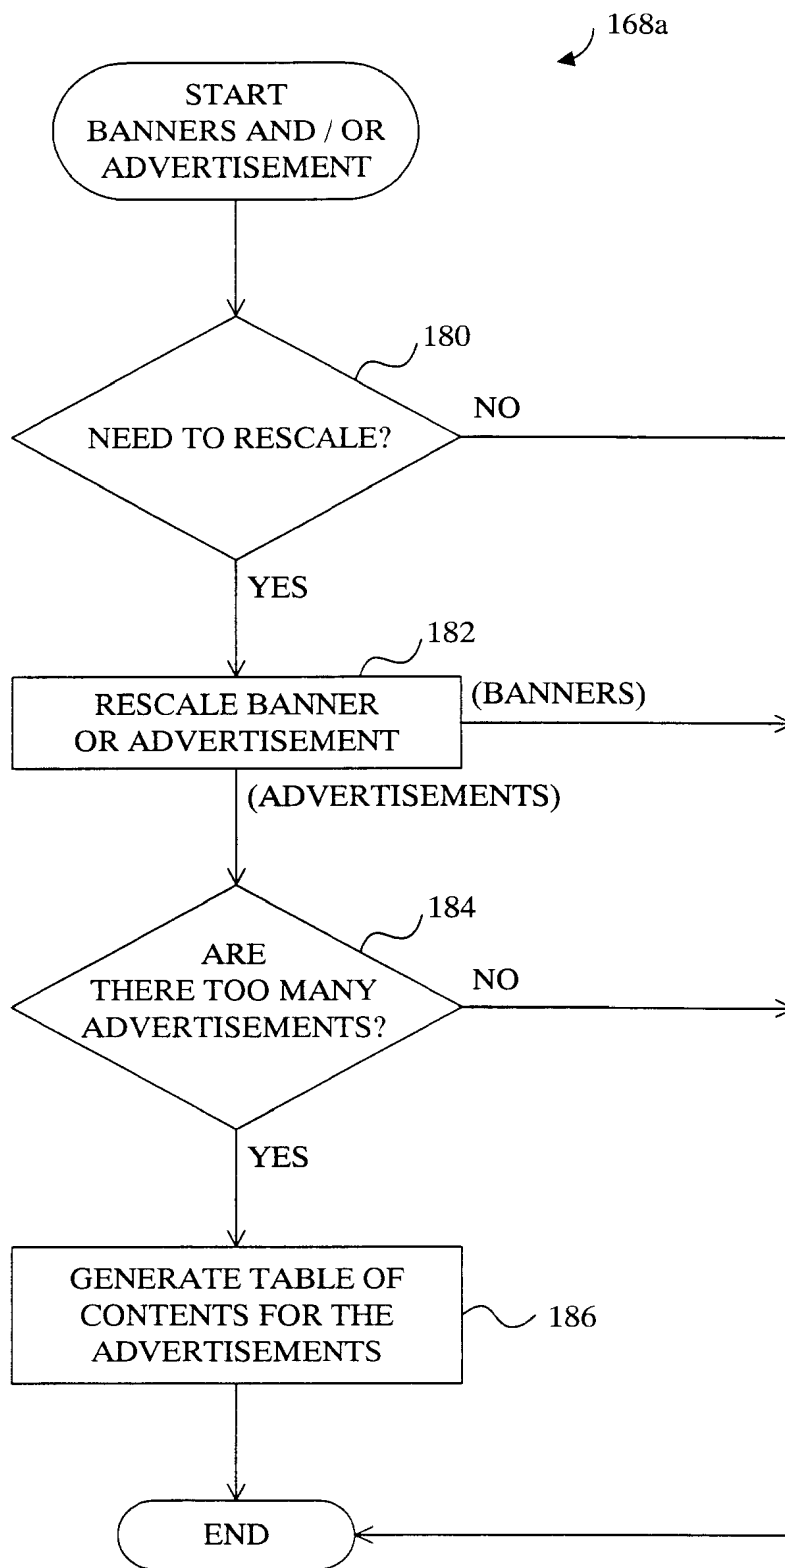 168a
START
BANNERS AND / OR
ADVERTISEMENT
180
NEED TO RESCALE?
NO
YES
182
RESCALE BANNER
OR ADVERTISEMENT
(BANNERS)
(ADVERTISEMENTS)
184
ARE
THERE TOO MANY
ADVERTISEMENTS?
NO
YES
GENERATE TABLE OF
CONTENTS FOR THE
ADVERTISEMENTS
186
END